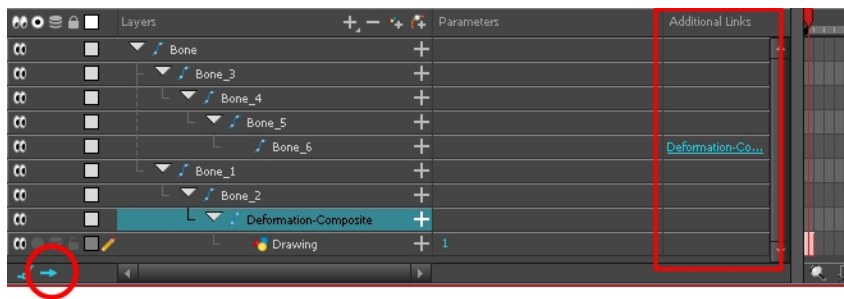 Layers Parameters Additional Links
Bone
Bone_3
Bone_4
Bone_5
Bone_6 Deformation-Co...
Bone_1
Bone_2
Deformation-Composite
Drawing 1